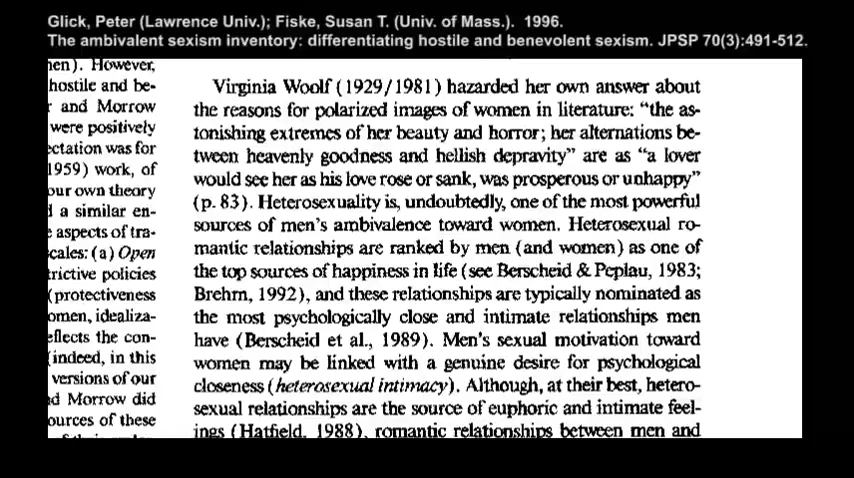 Glick, Peter (Lawrence Univ.); Fiske, Susan T. (Univ. of Mass.).  1996.
The ambivalent sexism inventory: differentiating hostile and benevolent sexism. JPSP 70(3):491-512.
However,
hostile and be-
and Morrow
were positively
ectation was for
1959) work, of
our own theory
a similar en-
aspects of tra-
cales: (a) Open
trictive policies
(protectiveness
omen, idealiza-
eflects the con-
(indeed, in this
versions of our
d Morrow did
ources of these
Virginia Woolf (1929/1981) hazarded her own answer about
the reasons for polarized images of women in literature: “the as-
tonishing extremes of her beauty and horror; her alternations be-
tween heavenly goodness and hellish depravity” are as “a lover
would see her as his love rose or sank, was prosperous or unhappy”
(p. 83). Heterosexuality is, undoubtedly, one of the most powerful
sources of men’s ambivalence toward women. Heterosexual ro-
mantic relationships are ranked by men (and women) as one of
the top sources of happiness in life (see Berscheid & Peplau, 1983;
Brehm, 1992), and these relationships are typically nominated as
the most psychologically close and intimate relationships men
have (Berscheid et al., 1989). Men’s sexual motivation toward
women may be linked with a genuine desire for psychological
closeness (heterosexual intimacy). Although, at their best, hetero-
sexual relationships are the source of euphoric and intimate feel-
ings (Hatfield, 1988), romantic relationships between men and